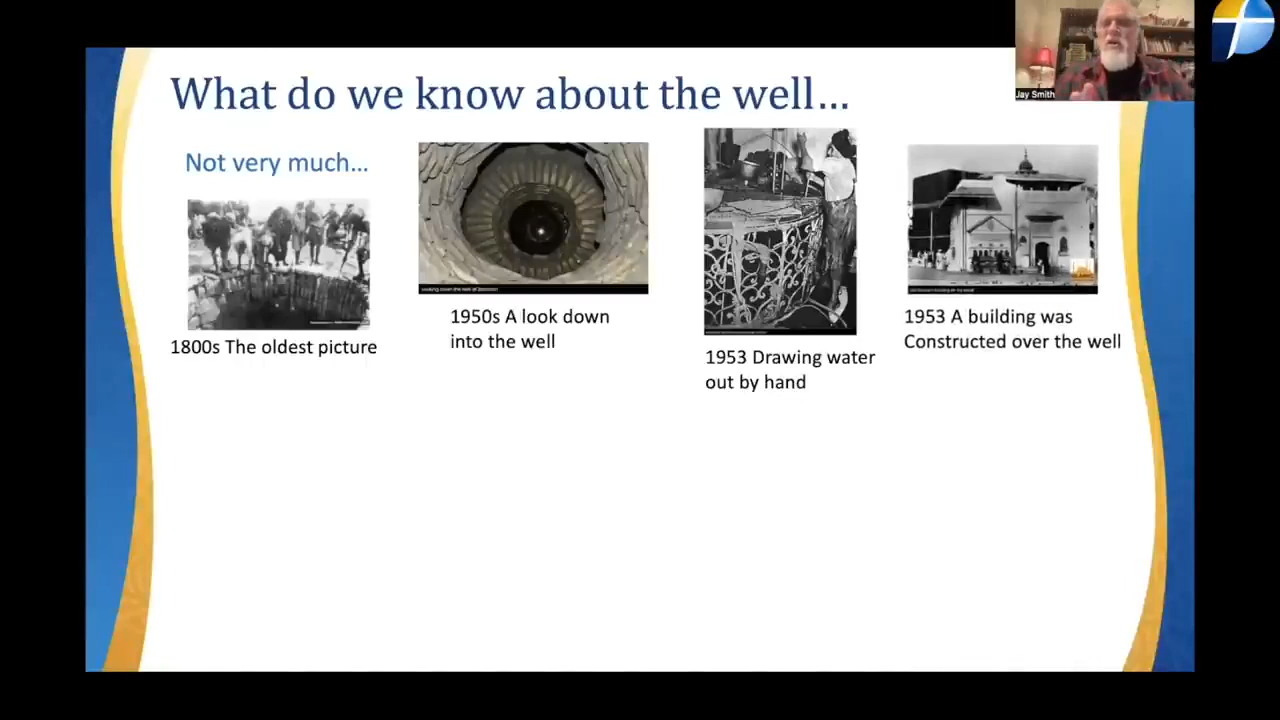 What do we know about the well...
Jay Smith
Not very much...
1800s The oldest picture
1950s A look down
into the well
1953 Drawing water
out by hand
1953 A building was
Constructed over the well